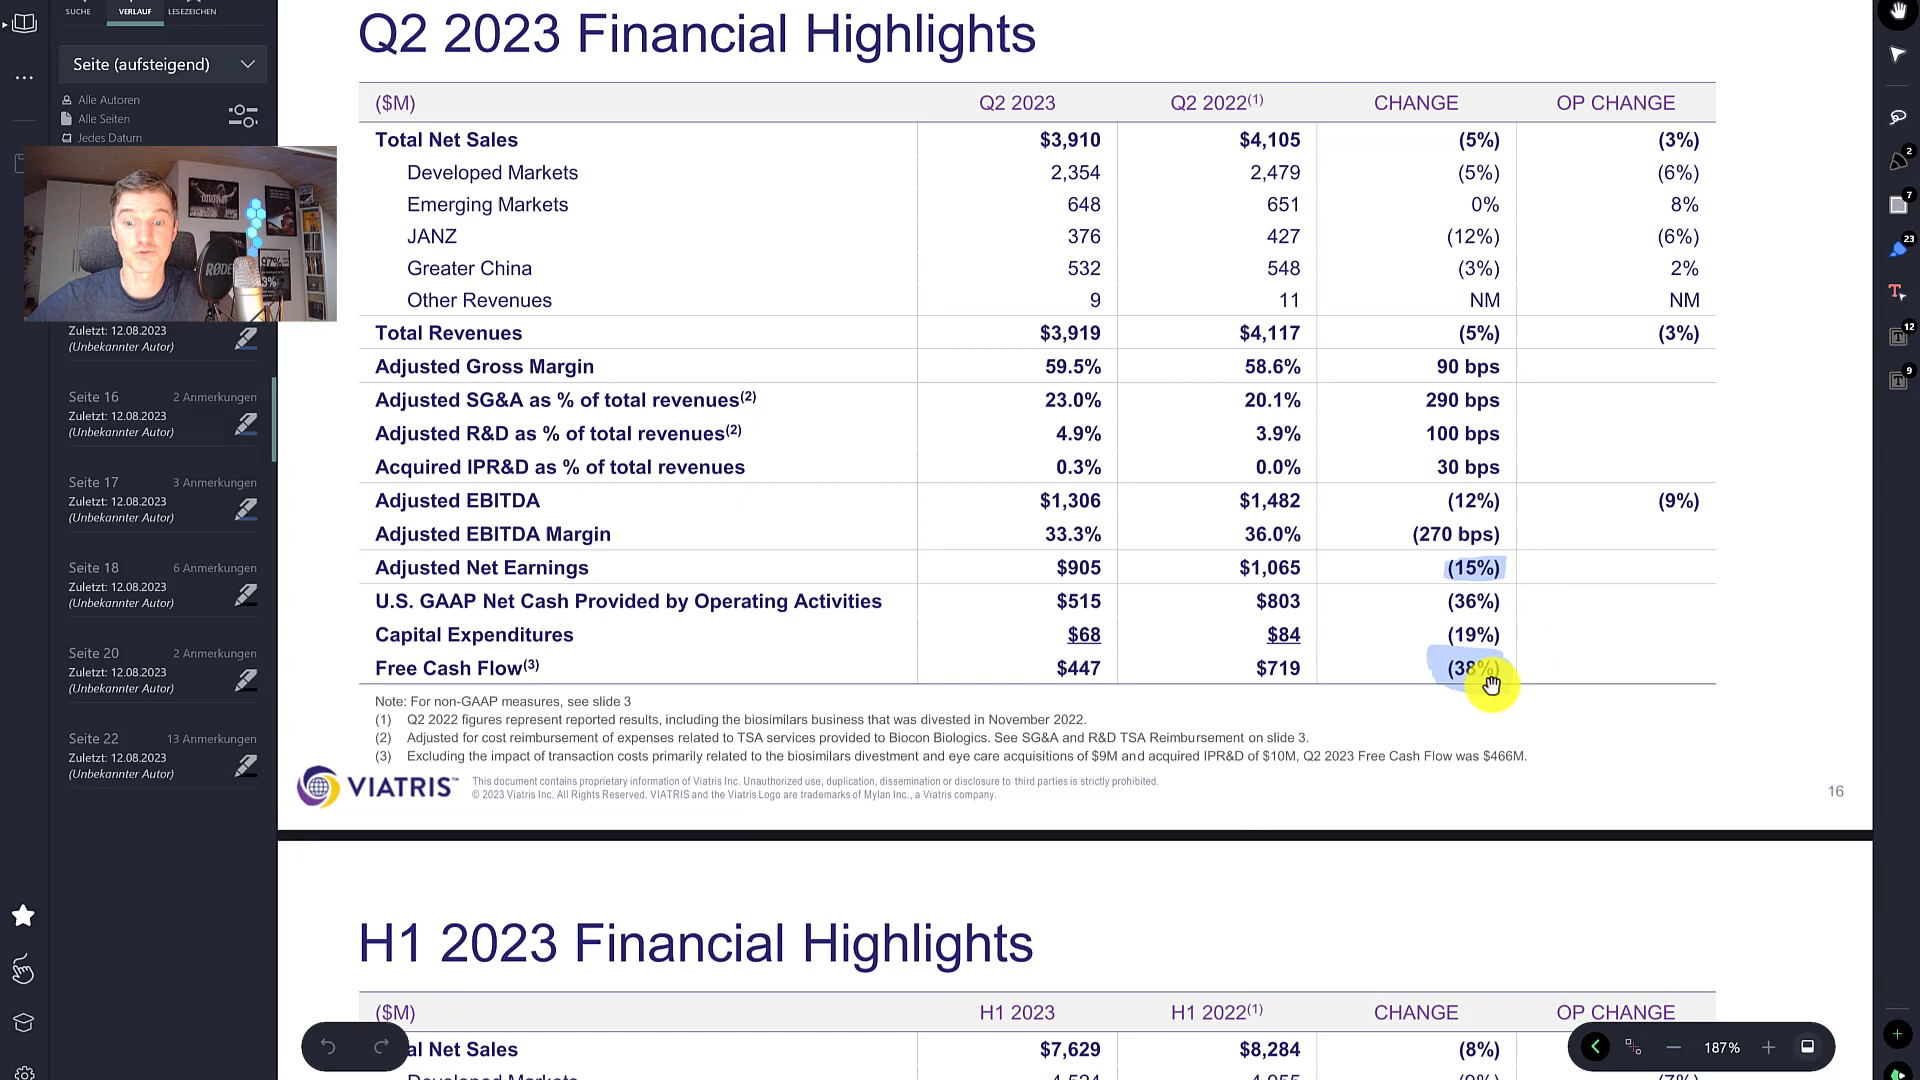 SUCHE VERLAUF LESEZEICHEN
Seite (aufsteigend)
Alle Autoren
Alle Seiten
Jedes Datum
RØDE
97%
Zuletzt: 12.08.2023
(Unbekannter Autor)
Seite 16 2 Anmerkungen
Zuletzt: 12.08.2023
(Unbekannter Autor)
Seite 17 3 Anmerkungen
Zuletzt: 12.08.2023
(Unbekannter Autor)
Seite 18 6 Anmerkungen
Zuletzt: 12.08.2023
(Unbekannter Autor)
Seite 20 2 Anmerkungen
Zuletzt: 12.08.2023
(Unbekannter Autor)
Seite 22 13 Anmerkungen
Zuletzt: 12.08.2023
(Unbekannter Autor)
Q2 2023 Financial Highlights
($M) Q2 2023 Q2 2022(1) CHANGE OP CHANGE
Total Net Sales $3,910 $4,105 (5%) (3%)
Developed Markets 2,354 2,479 (5%) (6%)
Emerging Markets 648 651 0% 8%
JANZ 376 427 (12%) (6%)
Greater China 532 548 (3%) 2%
Other Revenues 9 11 NM NM
Total Revenues $3,919 $4,117 (5%) (3%)
Adjusted Gross Margin 59.5% 58.6% 90 bps
Adjusted SG&A as % of total revenues(2) 23.0% 20.1% 290 bps
Adjusted R&D as % of total revenues(2) 4.9% 3.9% 100 bps
Acquired IPR&D as % of total revenues 0.3% 0.0% 30 bps
Adjusted EBITDA $1,306 $1,482 (12%) (9%)
Adjusted EBITDA Margin 33.3% 36.0% (270 bps)
Adjusted Net Earnings $905 $1,065 (15%)
U.S. GAAP Net Cash Provided by Operating Activities $515 $803 (36%)
Capital Expenditures $68 $84 (19%)
Free Cash Flow(3) $447 $719 (38%)
Note: For non-GAAP measures, see slide 3
(1) Q2 2022 figures represent reported results, including the biosimilars business that was divested in November 2022.
(2) Adjusted for cost reimbursement of expenses related to TSA services provided to Biocon Biologics. See SG&A and R&D TSA Reimbursement on slide 3.
(3) Excluding the impact of transaction costs primarily related to the biosimilars divestment and eye care acquisitions of $9M and acquired IPR&D of $10M, Q2 2023 Free Cash Flow was $466M.
VIATRIS™
This document contains proprietary information of Viatris Inc. Unauthorized use, duplication, dissemination or disclosure to third parties is strictly prohibited.
© 2023 Viatris Inc. All Rights Reserved. VIATRIS and the Viatris Logo are trademarks of Mylan Inc., a Viatris company.
16
H1 2023 Financial Highlights
($M) H1 2023 H1 2022(1) CHANGE OP CHANGE
al Net Sales $7,629 $8,284 (8%)
187%
2
7
23
12
9